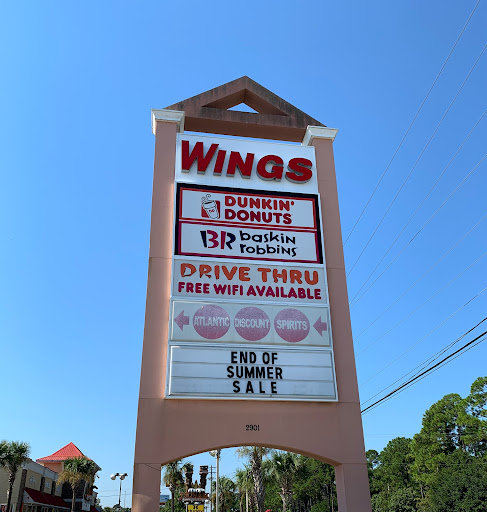 WINGS
DUNKIN'
DONUTS
BR baskin
robbins
DRIVE THRU
FREE WIFI AVAILABLE
ATLANTIC DISCOUNT SPIRITS
END OF
SUMMER
SALE
2901